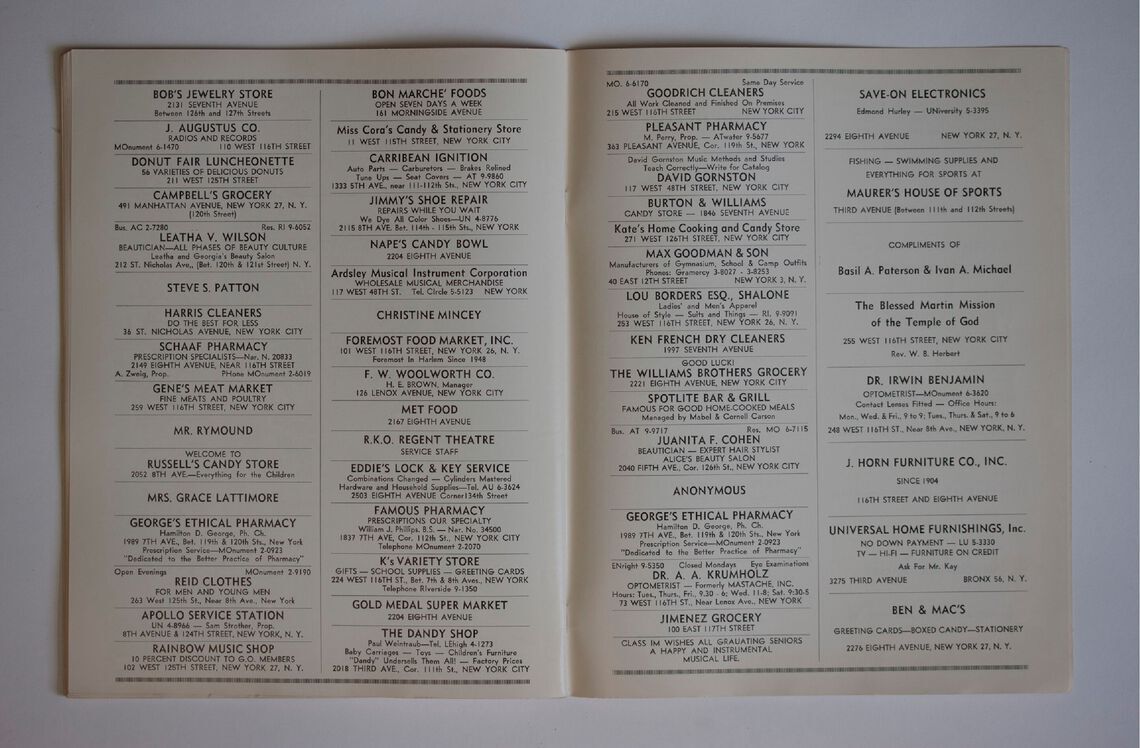 BOB'S JEWELRY STORE
2131 SEVENTH AVENUE
Between 126th and 127th Streets
J. AUGUSTUS CO.
RADIOS AND RECORDS
MOnument 6-1470 110 WEST 116TH STREET
DONUT FAIR LUNCHEONETTE
56 VARIETIES OF DELICIOUS DONUTS
211 WEST 125TH STREET
CAMPBELL'S GROCERY
491 MANHATTAN AVENUE, NEW YORK 27, N. Y.
(120th Street)
Bus. AC 2-7280 Res. RI 9-6052
LEATHA V. WILSON
BEAUTICIAN—ALL PHASES OF BEAUTY CULTURE
Leatha and Georgia's Beauty Salon
212 ST. Nicholas Ave,, (Bet. 120th & 121st Street) N. Y.
STEVE S. PATTON
HARRIS CLEANERS
DO THE BEST FOR LESS
36 ST. NICHOLAS AVENUE, NEW YORK CITY
SCHAAF PHARMACY
PRESCRIPTION SPECIALISTS—Nar. N. 20833
2149 EIGHTH AVENUE, NEAR 116TH STREET
A. Zweig, Prop. PHone MOnument 2-6019
GENE'S MEAT MARKET
FINE MEATS AND POULTRY
259 WEST 116TH STREET, NEW YORK CITY
MR. RYMOUND
WELCOME TO
RUSSELL'S CANDY STORE
2052 8TH AVE.—Everything for the Children
MRS. GRACE LATTIMORE
GEORGE'S ETHICAL PHARMACY
Hamilton D. George, Ph. Ch.
1989 7TH AVE., Bet. 119th & 120th Sts., New York
Prescription Service—MOnument 2-0923
"Dedicated to the Better Practice of Pharmacy"
Open Evenings MOnument 2-9190
REID CLOTHES
FOR MEN AND YOUNG MEN
263 West 125th St., Near 8th Ave., New York
APOLLO SERVICE STATION
UN 4-8966 — Sam Strother, Prop.
8TH AVENUE & 124TH STREET, NEW YORK, N. Y.
RAINBOW MUSIC SHOP
10 PERCENT DISCOUNT TO G.O. MEMBERS
102 WEST 125TH STREET, NEW YORK 27, N. Y.
BON MARCHE' FOODS
OPEN SEVEN DAYS A WEEK
161 MORNINGSIDE AVENUE
Miss Cora's Candy & Stationery Store
11 WEST 115TH STREET, NEW YORK CITY
CARRIBEAN IGNITION
Auto Parts — Carburetors — Brakes Relined
Tune Ups — Seat Covers — AT 9-9860
1333 5TH AVE., near 111-112th Sts., NEW YORK CITY
JIMMY'S SHOE REPAIR
REPAIRS WHILE YOU WAIT
We Dye All Color Shoes—UN 4-8776
2115 8TH AVE. Bet. 114th - 115th Sts., NEW YORK
NAPE'S CANDY BOWL
2204 EIGHTH AVENUE
Ardsley Musical Instrument Corporation
WHOLESALE MUSICAL MERCHANDISE
117 WEST 48TH ST. Tel. Circle 5-5123 NEW YORK
CHRISTINE MINCEY
FOREMOST FOOD MARKET, INC.
101 WEST 116TH STREET, NEW YORK 26, N. Y.
Foremost In Harlem Since 1948
F. W. WOOLWORTH CO.
H. E. BROWN, Manager
126 LENOX AVENUE, NEW YORK CITY
MET FOOD
2167 EIGHTH AVENUE
R.K.O. REGENT THEATRE
SERVICE STAFF
EDDIE'S LOCK & KEY SERVICE
Combinations Changed — Cylinders Mastered
Hardware and Household Supplies—Tel. AU 6-3624
2503 EIGHTH AVENUE Corner134th Street
FAMOUS PHARMACY
PRESCRIPTIONS OUR SPECIALTY
William J. Phillips. B.S. — Nar. No. 34500
1837 7TH AVE, Cor. 112th St., NEW YORK CITY
Telephone MOnument 2-2070
K's VARIETY STORE
GIFTS — SCHOOL SUPPLIES — GREETING CARDS
224 WEST 116TH ST., Bet. 7th & 8th Aves., NEW YORK
Telephone RIverside 9-1350
GOLD MEDAL SUPER MARKET
2204 EIGHTH AVENUE
THE DANDY SHOP
Paul Weintraub—Tel. LEhigh 4-1273
Baby Carriages — Toys — Children's Furniture
"Dandy" Undersells Them All! — Factory Prices
2018 THIRD AVE., Cor. 111th St., NEW YORK CITY
MO. 6-6170 Same Day Service
GOODRICH CLEANERS
All Work Cleaned and Finished On Premises
215 WEST 116TH STREET NEW YORK CITY
PLEASANT PHARMACY
M. Perry, Prop. — ATwater 9-5677
363 PLEASANT AVENUE, Cor. 119th St., NEW YORK
David Gornston Music Methods and Studies
Teach Correctly—Write for Catalog
DAVID GORNSTON
117 WEST 48TH STREET, NEW YORK CITY
BURTON & WILLIAMS
CANDY STORE — 1846 SEVENTH AVENUE
Kate's Home Cooking and Candy Store
271 WEST 126TH STREET, NEW YORK CITY
MAX GOODMAN & SON
Manufacturers of Gymnasium, School & Camp Outfits
Phones: Gramercy 3-8027 - 3-8253
40 EAST 12TH STREET NEW YORK 3, N. Y.
LOU BORDERS ESQ., SHALONE
Ladies' and Men's Apparel
House of Style — Suits and Things — RI. 9-9091
253 WEST 116TH STREET, NEW YORK 26, N. Y.
KEN FRENCH DRY CLEANERS
1997 SEVENTH AVENUE
GOOD LUCK!
THE WILLIAMS BROTHERS GROCERY
2221 EIGHTH AVENUE, NEW YORK CITY
SPOTLITE BAR & GRILL
FAMOUS FOR GOOD HOME-COOKED MEALS
Managed by Mabel & Cornell Carson
Bus. AT 9-9717 Res. MO 6-7115
JUANITA F. COHEN
BEAUTICIAN — EXPERT HAIR STYLIST
ALICE'S BEAUTY SALON
2040 FIFTH AVE., Cor. 126th St., NEW YORK CITY
ANONYMOUS
GEORGE'S ETHICAL PHARMACY
Hamilton D. George, Ph. Ch.
1989 7TH AVE., Bet. 119th & 120th Sts., New York
Prescription Service—MOnument 2-0923
"Dedicated to the Better Practice of Pharmacy"
ENright 9-5350 Closed Mondays Eye Examinations
DR. A. A. KRUMHOLZ
OPTOMETRIST — Formerly MASTACHE, INC.
Hours: Tues., Thurs., Fri., 9.30 - 6; Wed. 11-8; Sat. 9:30-5
73 WEST 116TH ST., Near Lenox Ave., NEW YORK
JIMENEZ GROCERY
100 EAST 117TH STREET
CLASS IM WISHES ALL GRAUATING SENIORS
A HAPPY AND INSTRUMENTAL
MUSICAL LIFE.
SAVE-ON ELECTRONICS
Edmond Hurley — UNiversity 5-3395
2294 EIGHTH AVENUE NEW YORK 27, N. Y.
FISHING — SWIMMING SUPPLIES AND
EVERYTHING FOR SPORTS AT
MAURER'S HOUSE OF SPORTS
THIRD AVENUE (Between 111th and 112th Streets)
COMPLIMENTS OF
Basil A. Paterson & Ivan A. Michael
The Blessed Martin Mission
of the Temple of God
255 WEST 116TH STREET, NEW YORK CITY
Rev. W. B. Herbert
DR. IRWIN BENJAMIN
OPTOMETRIST—MOnument 6-3620
Contact Lenses Fitted — Office Hours:
Mon., Wed. & Fri., 9 to 9; Tues., Thurs. & Sat., 9 to 6
248 WEST 116TH ST., Near 8th Ave., NEW YORK, N. Y.
J. HORN FURNITURE CO., INC.
SINCE 1904
116TH STREET AND EIGHTH AVENUE
UNIVERSAL HOME FURNISHINGS, Inc.
NO DOWN PAYMENT — LU 5-3330
TV — HI-FI — FURNITURE ON CREDIT
Ask For Mr. Kay
3275 THIRD AVENUE BRONX 56, N. Y.
BEN & MAC'S
GREETING CARDS—BOXED CANDY—STATIONERY
2276 EIGHTH AVENUE, NEW YORK 27, N. Y.